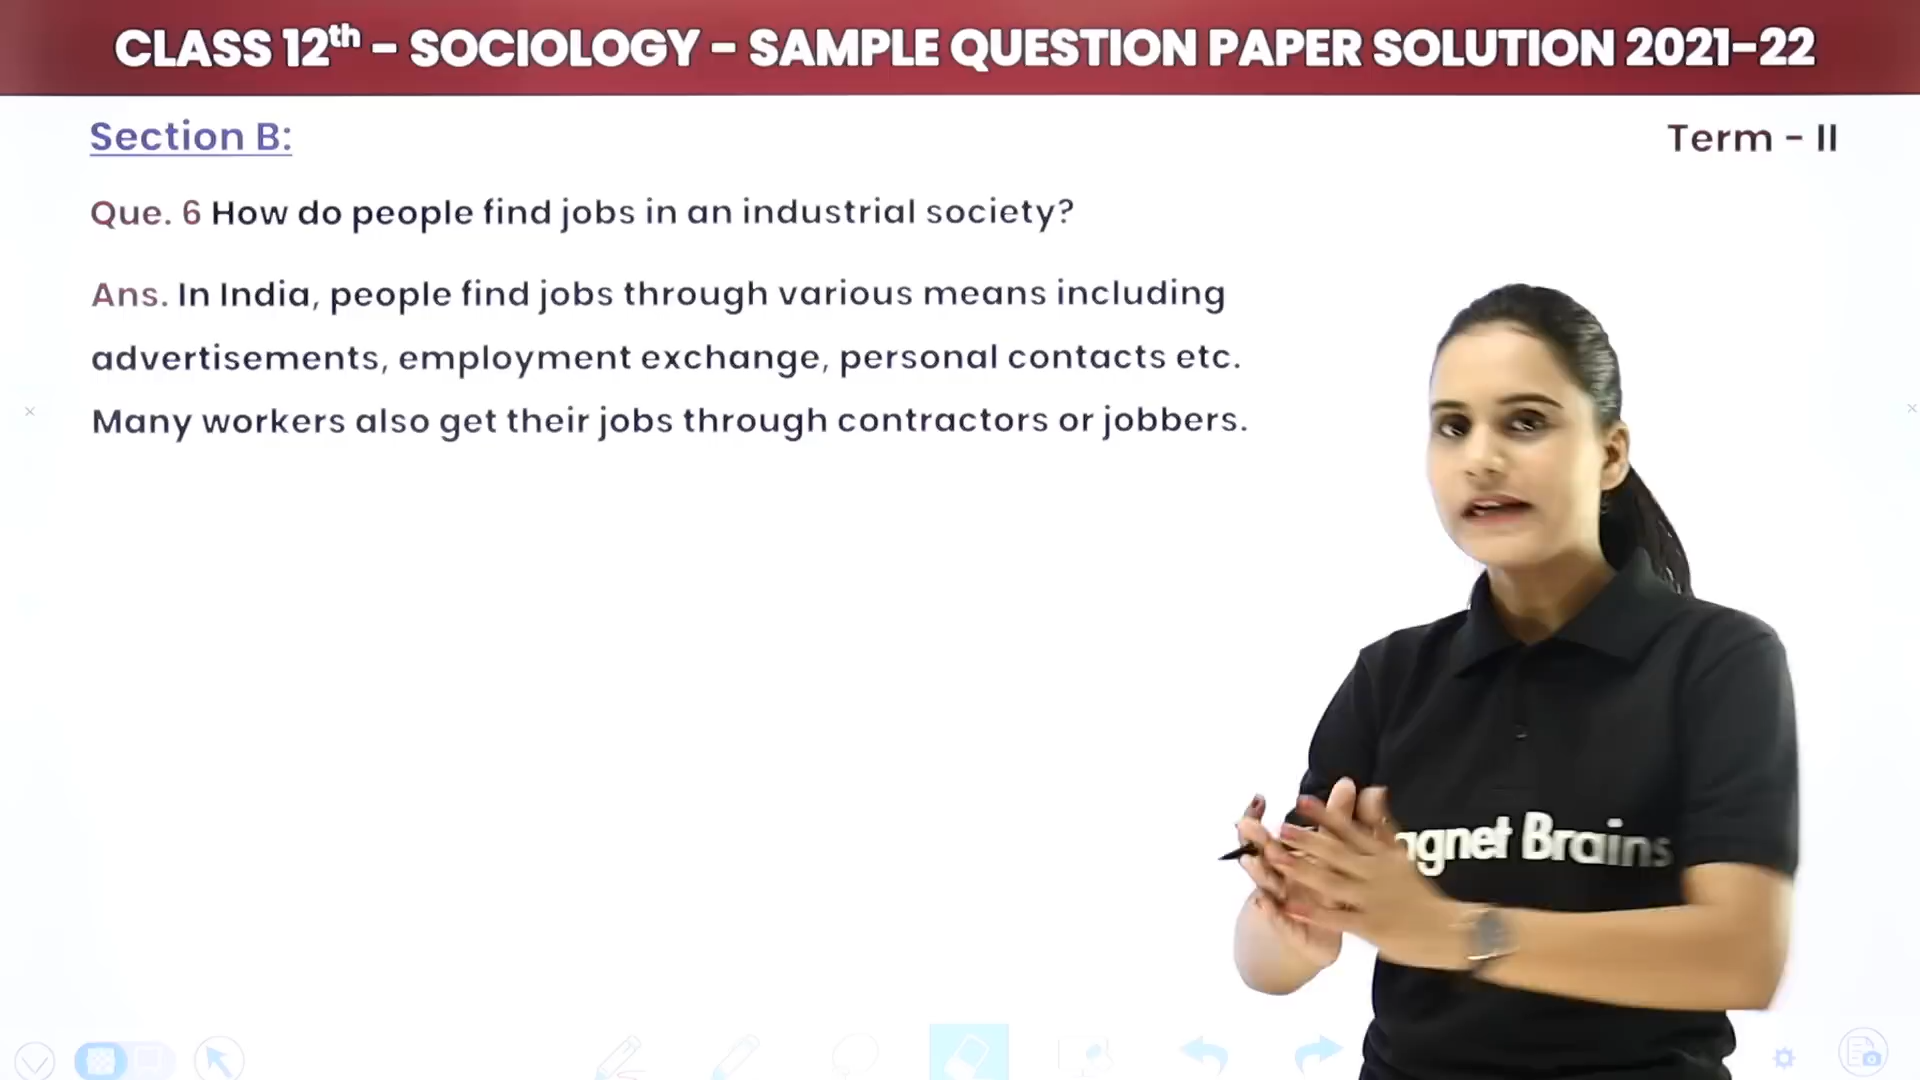 CLASS 12th - SOCIOLOGY - SAMPLE QUESTION PAPER SOLUTION 2021-22
Section B:
Term - II
Que. 6 How do people find jobs in an industrial society?
Ans. In India, people find jobs through various means including
advertisements, employment exchange, personal contacts etc.
Many workers also get their jobs through contractors or jobbers.
agnet Brains